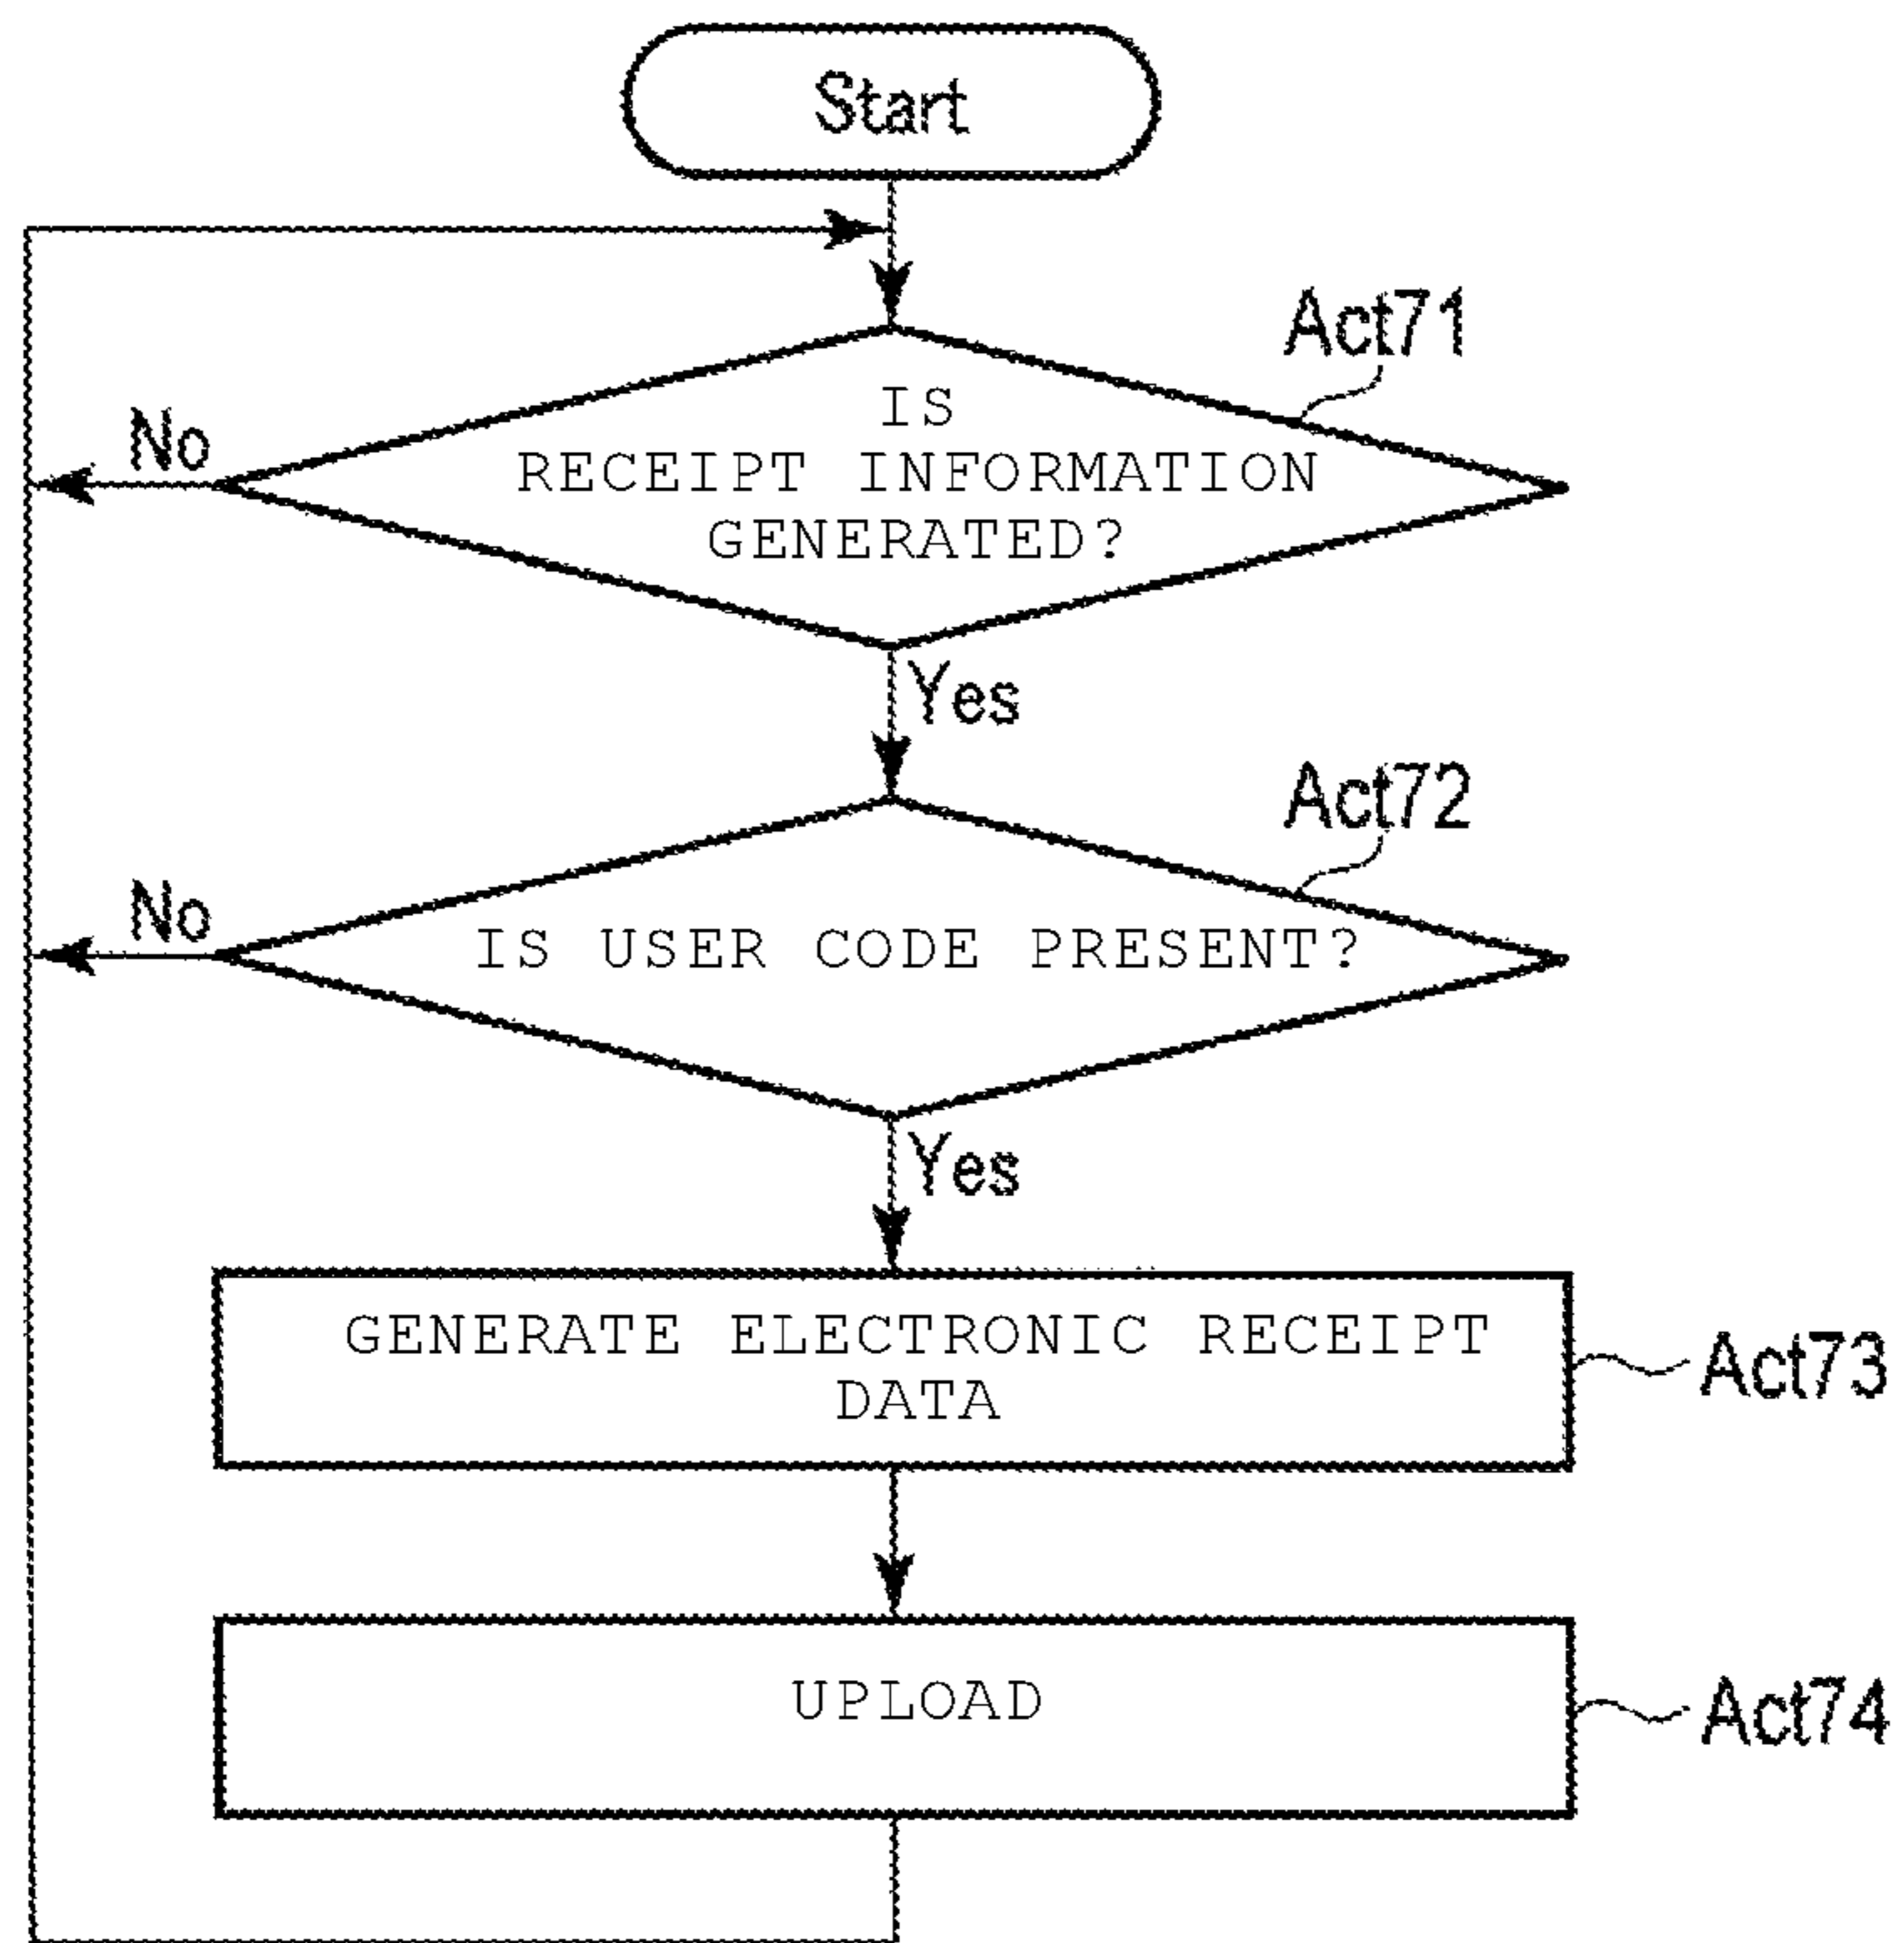 Start
Act71
IS
No
RECEIPT INFORMATION
GENERATED?
Yes
Act72
No
IS USER CODE PRESENT?
Yes
GENERATE ELECTRONIC RECEIPT
DATA
Act73
UPLOAD
Act74